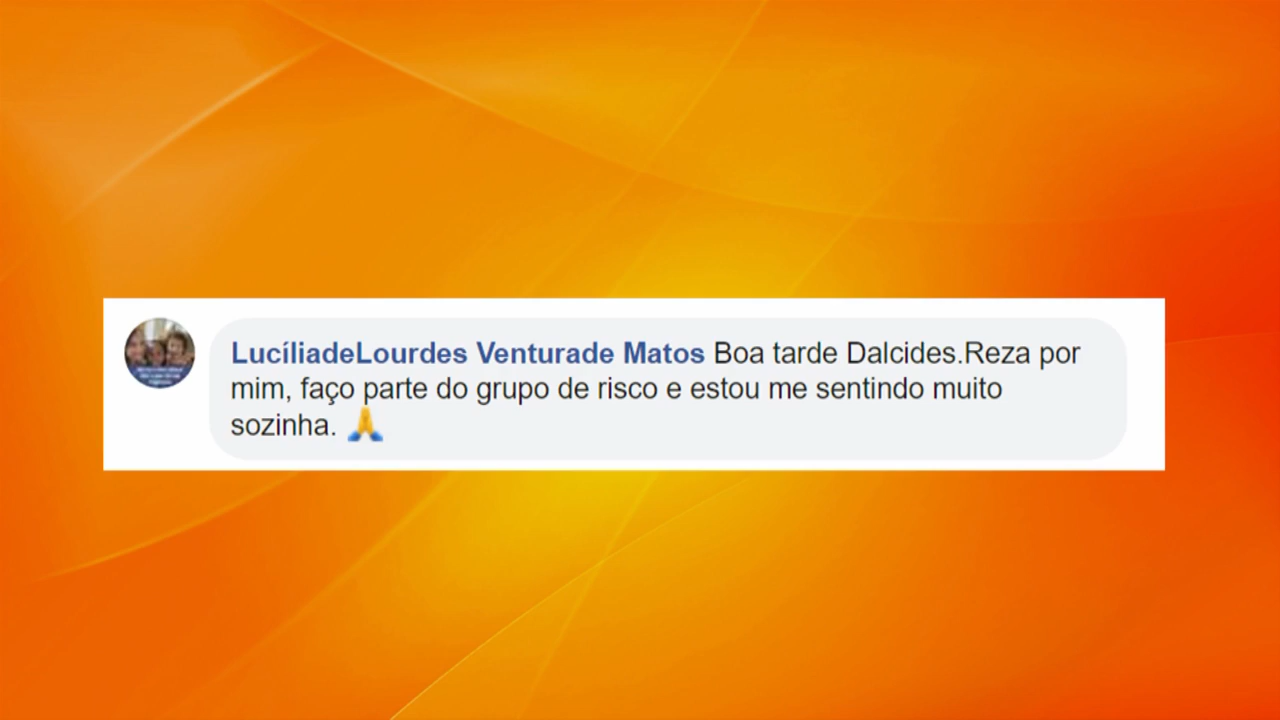 LucíliadeLourdes Venturade Matos Boa tarde Dalcides.Reza por
mim, faço parte do grupo de risco e estou me sentindo muito
sozinha. 🙏